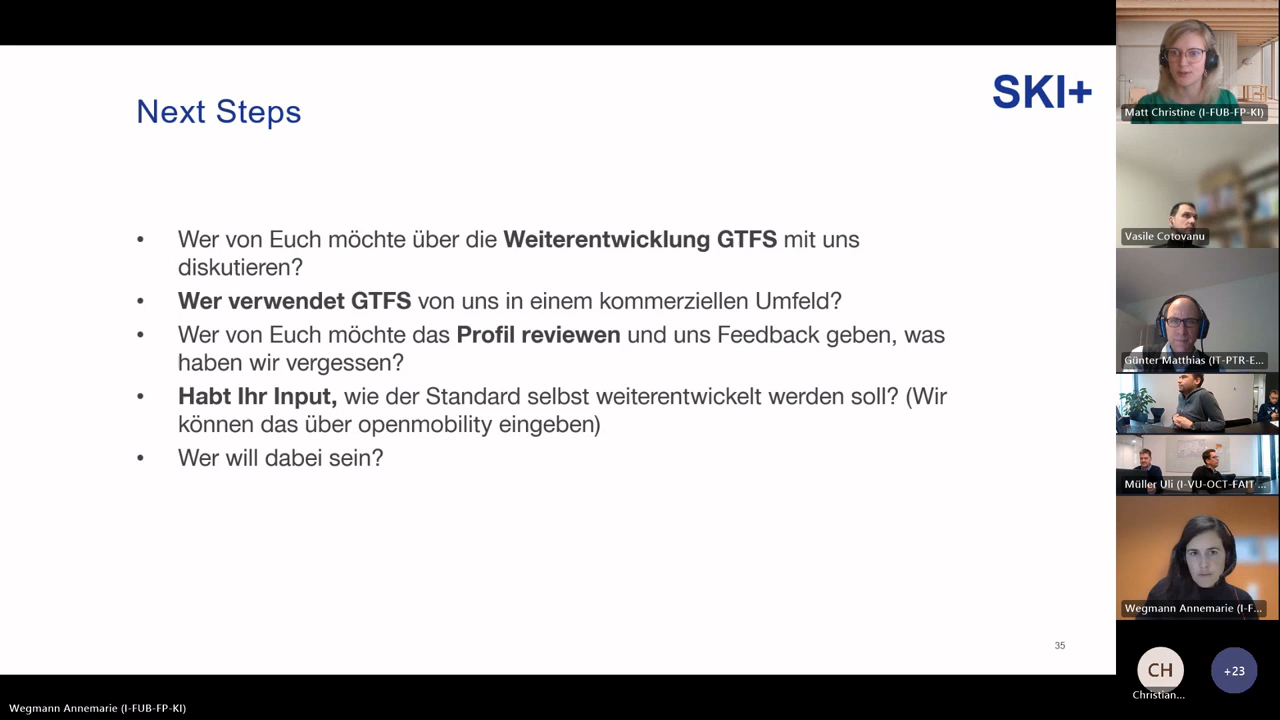 SKI+
Next Steps
• Wer von Euch möchte über die Weiterentwicklung GTFS mit uns
diskutieren?
• Wer verwendet GTFS von uns in einem kommerziellen Umfeld?
• Wer von Euch möchte das Profil reviewen und uns Feedback geben, was
haben wir vergessen?
• Habt Ihr Input, wie der Standard selbst weiterentwickelt werden soll? (Wir
können das über openmobility eingeben)
• Wer will dabei sein?
35
Matt Christine (I-FUB-FP-KI)
Vasile Cotovanu
Günter Matthias (IT-PTR-E...
Müller Uli (I-VU-OCT-FAIT ...
Wegmann Annemarie (I-F...
CH
Christian...
+23
Wegmann Annemarie (I-FUB-FP-KI)